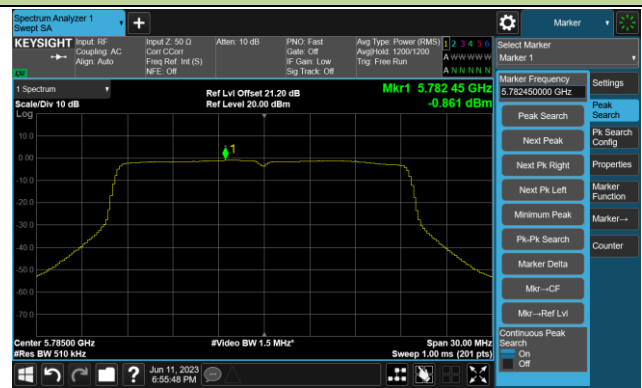 Spectrum Analyzer 1
Swept SA
Marker
KEYSIGHT
Input: RF
Coupling: AC
Align: Auto
Input Z: 50 Ω
Corr CCorr
Freq Ref: Int (S)
NFE: Off
Atten: 10 dB
PNO: Fast
Gate: Off
IF Gain: Low
Sig Track: Off
Avg Type: Power (RMS)
Avg|Hold: 1200/1200
Trig: Free Run
1 2 3 4 5 6
A W W W W W
A N N N N N
Select Marker
Marker 1
LW
1 Spectrum
Scale/Div 10 dB
Log
Ref Lvl Offset 21.20 dB
Ref Level 20.00 dBm
Mkr1 5.782 45 GHz
-0.861 dBm
10.0
0.00
-10.0
-20.0
-30.0
-40.0
-50.0
-60.0
-70.0
1
Center 5.78500 GHz
#Res BW 510 kHz
#Video BW 1.5 MHz*
Span 30.00 MHz
Sweep 1.00 ms (201 pts)
Marker Frequency
5.782450000 GHz
Peak Search
Next Peak
Next Pk Right
Next Pk Left
Minimum Peak
Pk-Pk Search
Marker Delta
Mkr→CF
Mkr→Ref Lvl
Continuous Peak
Search
On
Off
Settings
Peak
Search
Pk Search
Config
Properties
Marker
Function
Marker→
Counter
?
Jun 11, 2023
6:55:48 PM